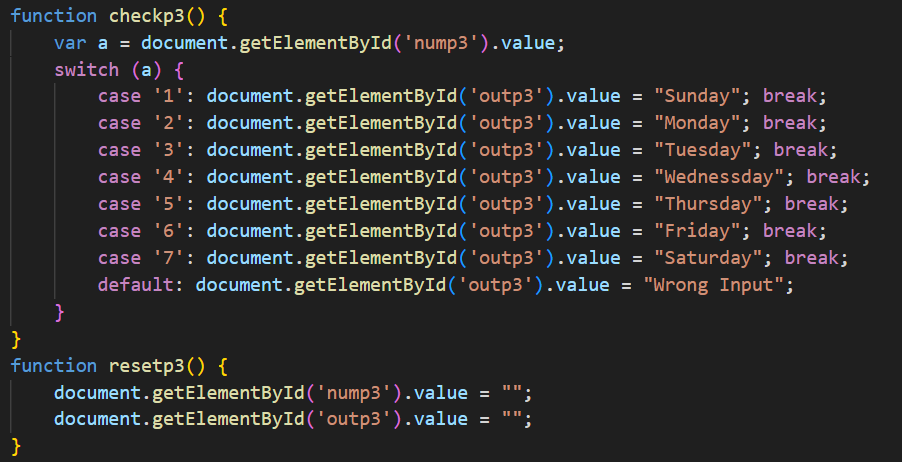 function checkp3() {
    var a = document.getElementById('nump3').value;
    switch (a) {
        case '1': document.getElementById('outp3').value = "Sunday"; break;
        case '2': document.getElementById('outp3').value = "Monday"; break;
        case '3': document.getElementById('outp3').value = "Tuesday"; break;
        case '4': document.getElementById('outp3').value = "Wednessday"; break;
        case '5': document.getElementById('outp3').value = "Thursday"; break;
        case '6': document.getElementById('outp3').value = "Friday"; break;
        case '7': document.getElementById('outp3').value = "Saturday"; break;
        default: document.getElementById('outp3').value = "Wrong Input";
    }
}
function resetp3() {
    document.getElementById('nump3').value = "";
    document.getElementById('outp3').value = "";
}